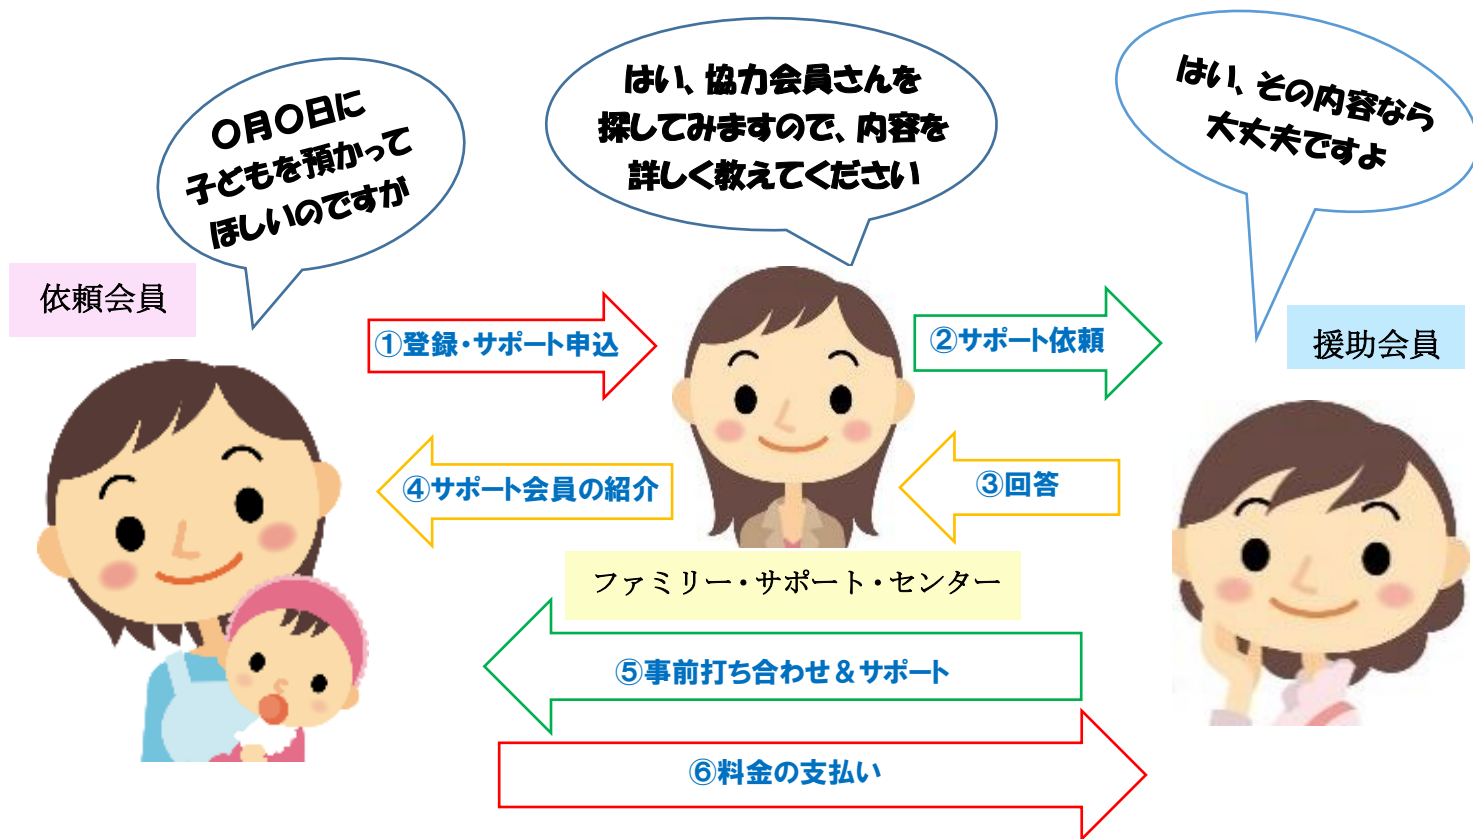 〇月〇日に
子どもを預かって
ほしいのですが
はい、協力会員さんを
探してみますので、内容を
詳しく教えてください
はい、その内容なら
大丈夫ですよ
依頼会員
①登録・サポート申込
②サポート依頼
援助会員
④サポート会員の紹介
③回答
ファミリー・サポート・センター
⑤事前打ち合わせ＆サポート
⑥料金の支払い